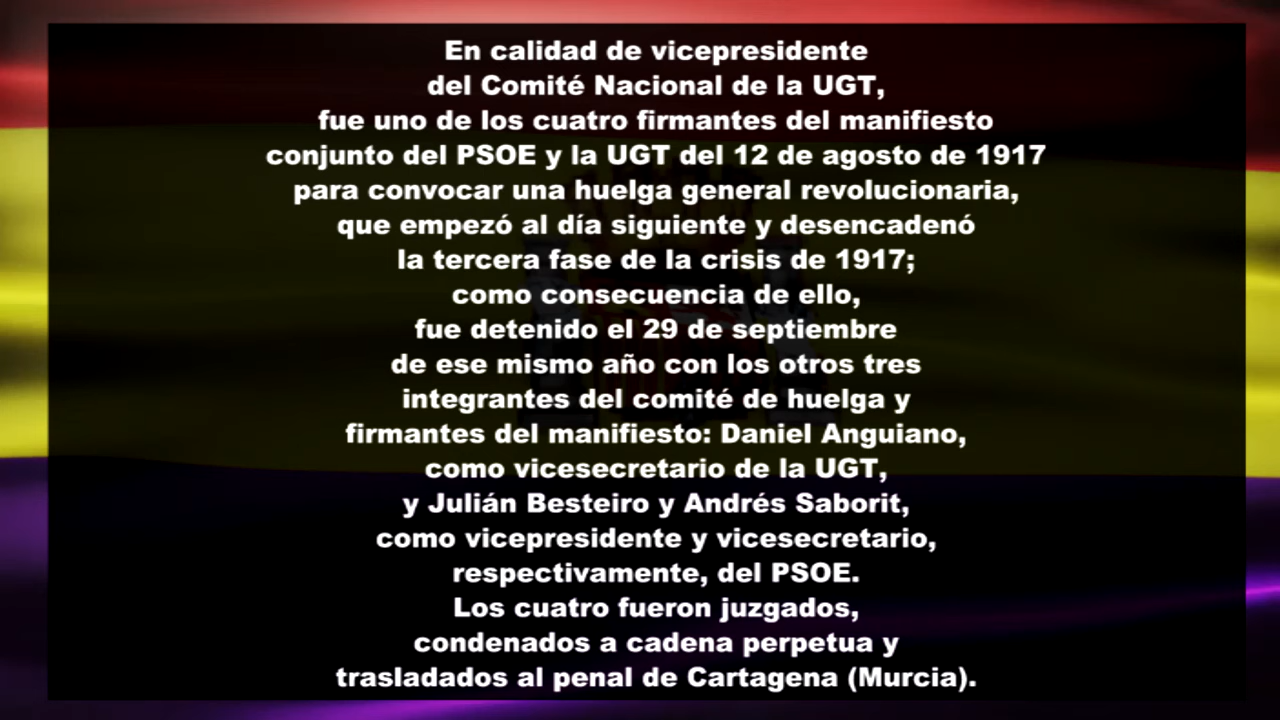 En calidad de vicepresidente
del Comité Nacional de la UGT,
fue uno de los cuatro firmantes del manifiesto
conjunto del PSOE y la UGT del 12 de agosto de 1917
para convocar una huelga general revolucionaria,
que empezó al día siguiente y desencadenó
la tercera fase de la crisis de 1917;
como consecuencia de ello,
fue detenido el 29 de septiembre
de ese mismo año con los otros tres
integrantes del comité de huelga y
firmantes del manifiesto: Daniel Anguiano,
como vicesecretario de la UGT,
y Julián Besteiro y Andrés Saborit,
como vicepresidente y vicesecretario,
respectivamente, del PSOE.
Los cuatro fueron juzgados,
condenados a cadena perpetua y
trasladados al penal de Cartagena (Murcia).